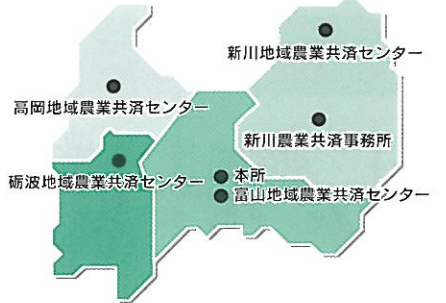 新川地域農業共済センター
高岡地域農業共済センター
新川農業共済事務所
砺波地域農業共済センター
本所
富山地域農業共済センター